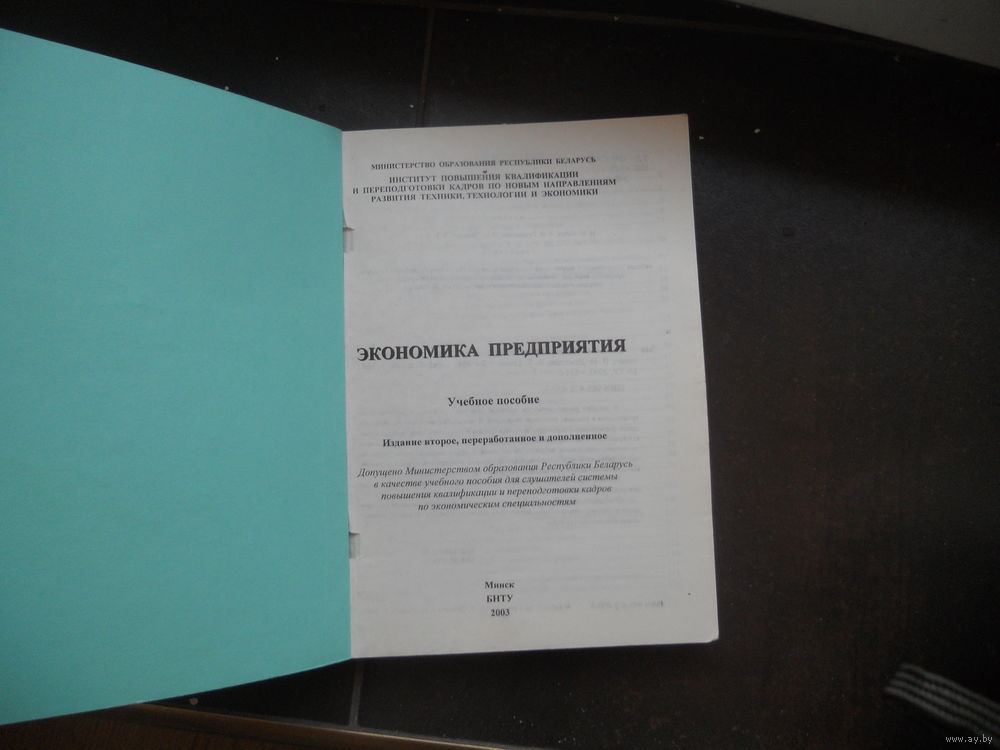 МИНИСТЕРСТВО ОБРАЗОВАНИЯ РЕСПУБЛИКИ БЕЛАРУСЬ
ИНСТИТУТ ПОВЫШЕНИЯ КВАЛИФИКАЦИИ
И ПЕРЕПОДГОТОВКИ КАДРОВ ПО НОВЫМ НАПРАВЛЕНИЯМ
РАЗВИТИЯ ТЕХНИКИ, ТЕХНОЛОГИИ И ЭКОНОМИКИ
ЭКОНОМИКА ПРЕДПРИЯТИЯ
Учебное пособие
Издание второе, переработанное и дополненное
Допущено Министерством образования Республики Беларусь
в качестве учебного пособия для слушателей системы
повышения квалификации и переподготовки кадров
по экономическим специальностям
Минск
БНТУ
2003
www.ay.by